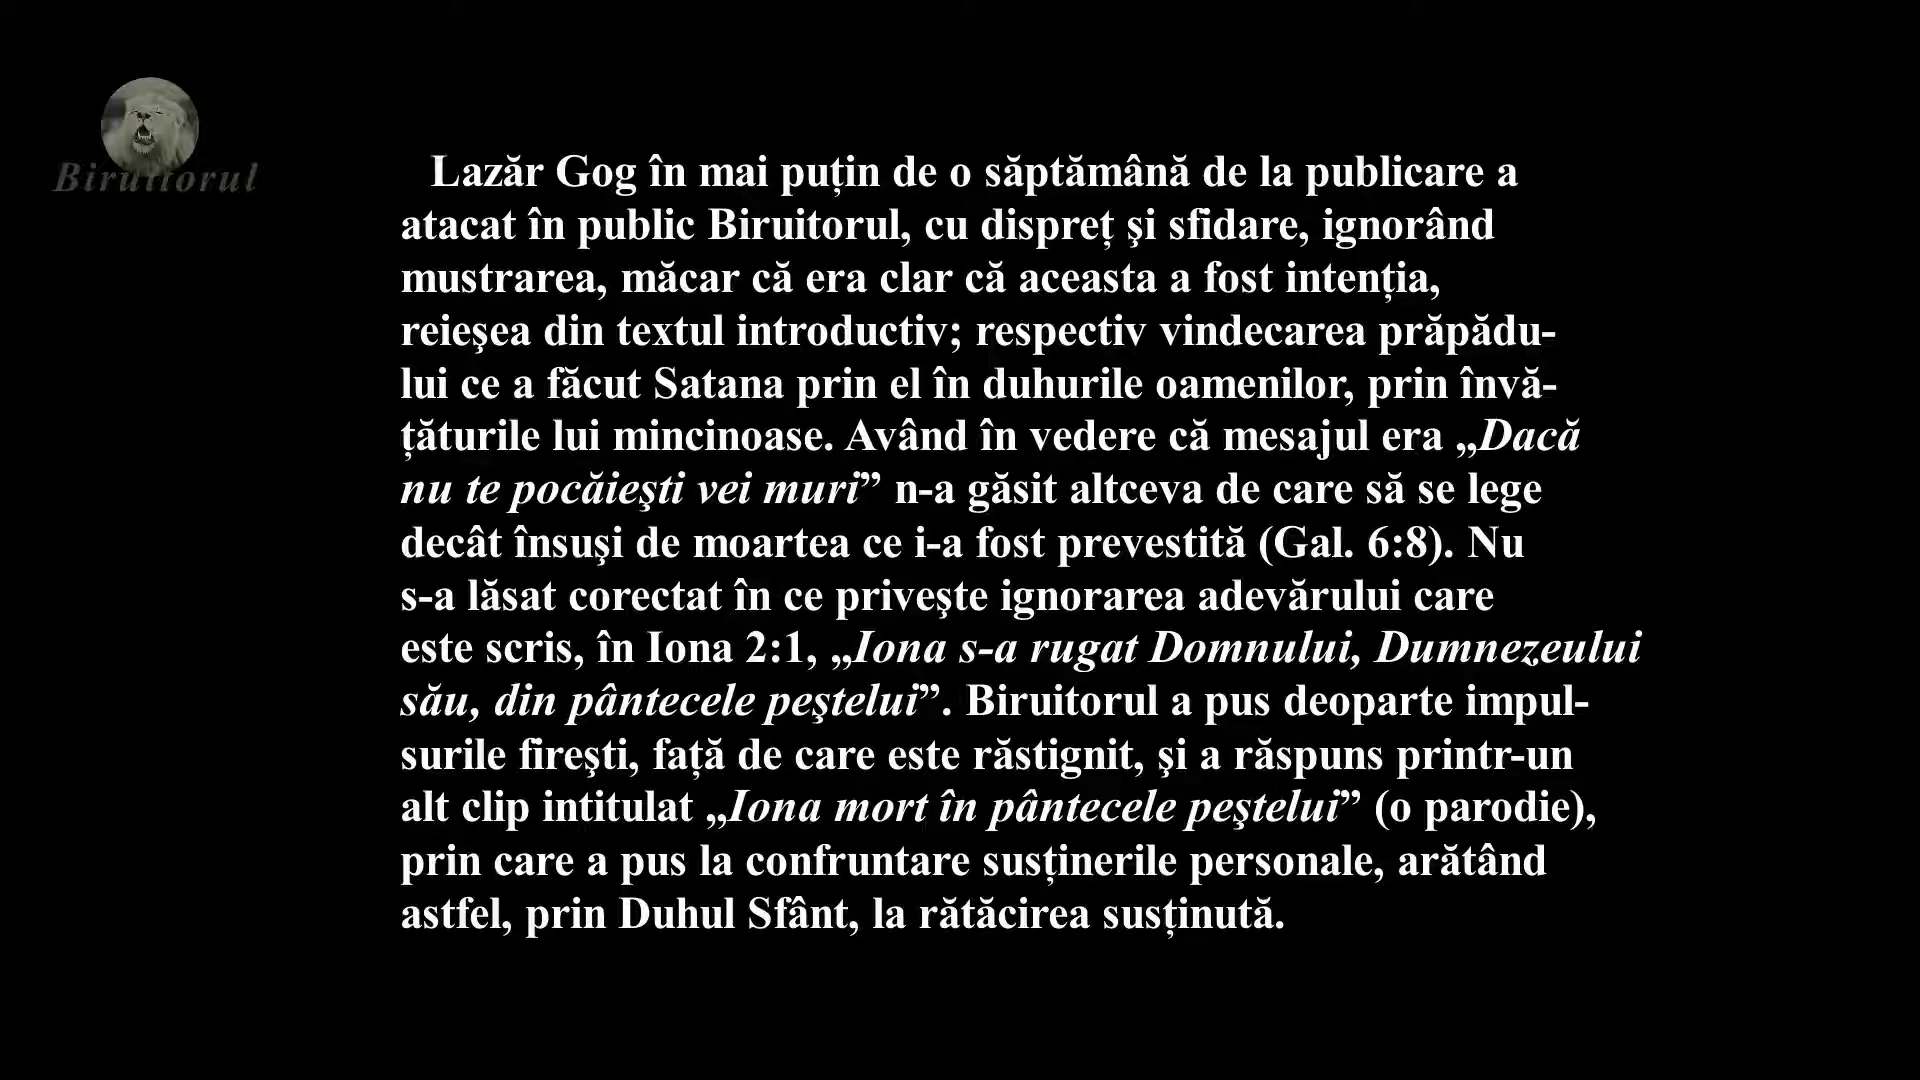 Biruitorul
Lazăr Gog în mai puțin de o săptămână de la publicare a
atacat în public Biruitorul, cu dispreț şi sfidare, ignorând
mustrarea, măcar că era clar că aceasta a fost intenția,
reieşea din textul introductiv; respectiv vindecarea prăpădu-
lui ce a făcut Satana prin el în duhurile oamenilor, prin învă-
țăturile lui mincinoase. Având în vedere că mesajul era „Dacă
nu te pocăieşti vei muri” n-a găsit altceva de care să se lege
decât însuşi de moartea ce i-a fost prevestită (Gal. 6:8). Nu
s-a lăsat corectat în ce priveşte ignorarea adevărului care
este scris, în Iona 2:1, „Iona s-a rugat Domnului, Dumnezeului
său, din pântecele peştelui”. Biruitorul a pus deoparte impul-
surile fireşti, față de care este răstignit, şi a răspuns printr-un
alt clip intitulat „Iona mort în pântecele peştelui” (o parodie),
prin care a pus la confruntare susținerile personale, arătând
astfel, prin Duhul Sfânt, la rătăcirea susținută.